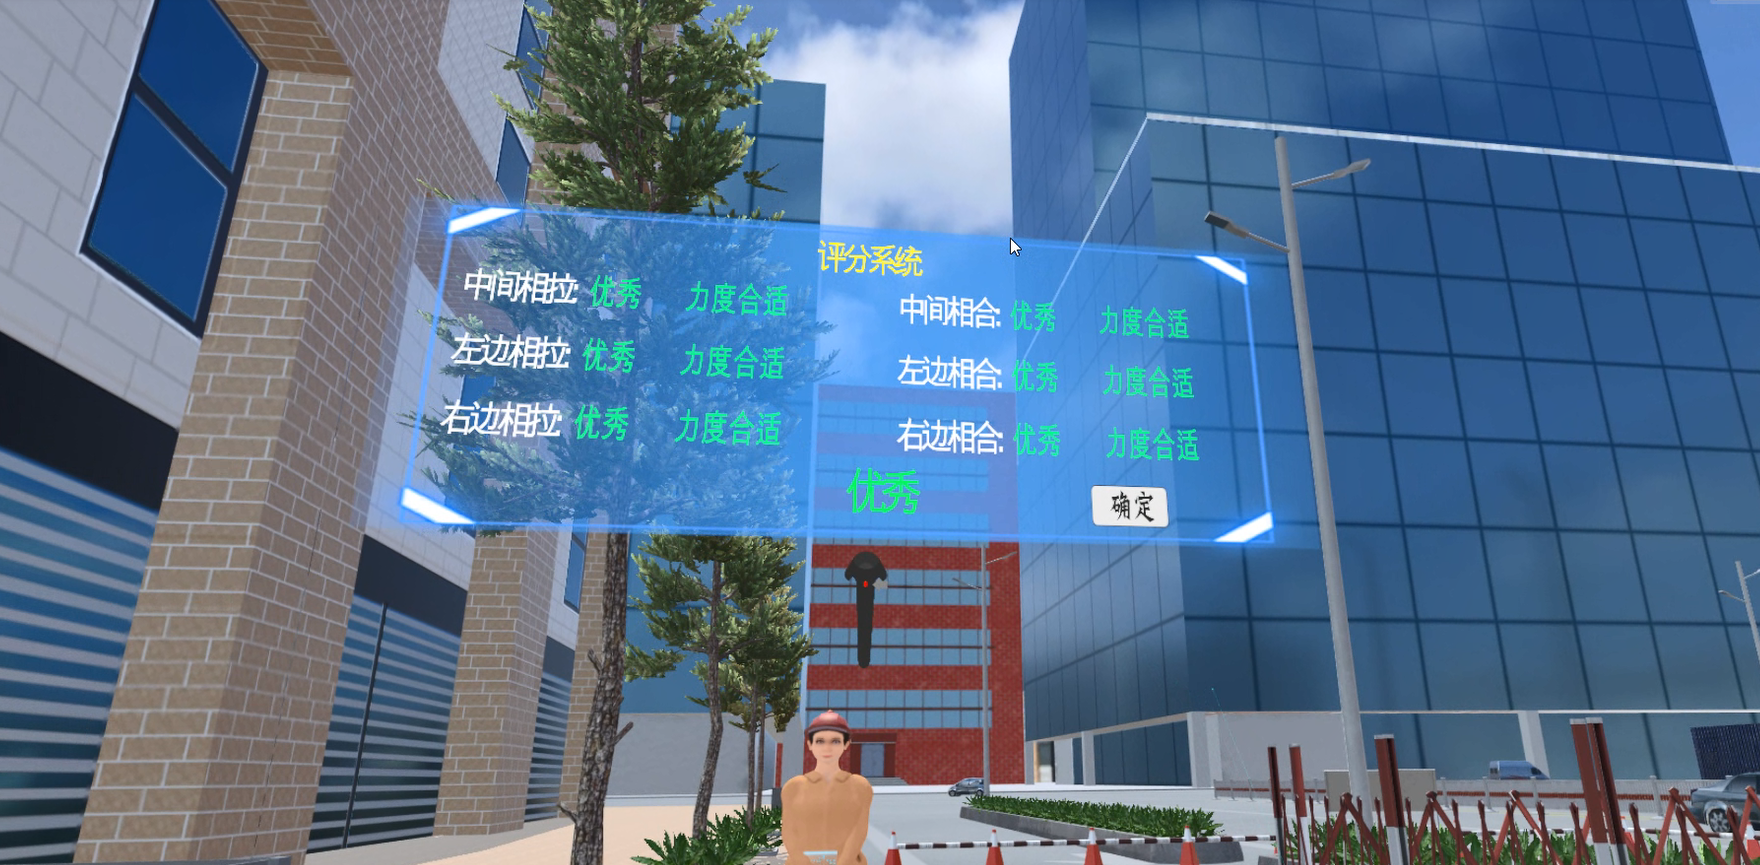 评分系统
中间相拉: 优秀 力度合适
左边相拉: 优秀 力度合适
右边相拉: 优秀 力度合适
中间相合: 优秀 力度合适
左边相合: 优秀 力度合适
右边相合: 优秀 力度合适
优秀
确定